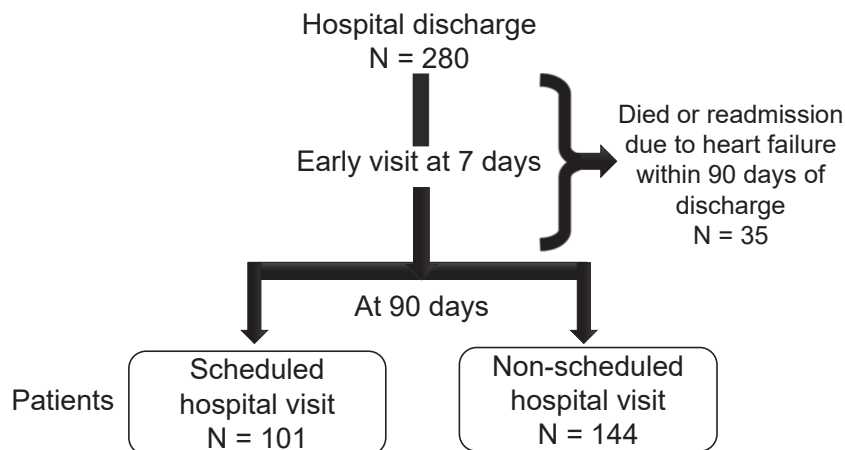 Hospital discharge
N = 280
Died or readmission
due to heart failure
within 90 days of
discharge
N = 35
Early visit at 7 days
At 90 days
Patients
Scheduled
hospital visit
N = 101
Non-scheduled
hospital visit
N = 144